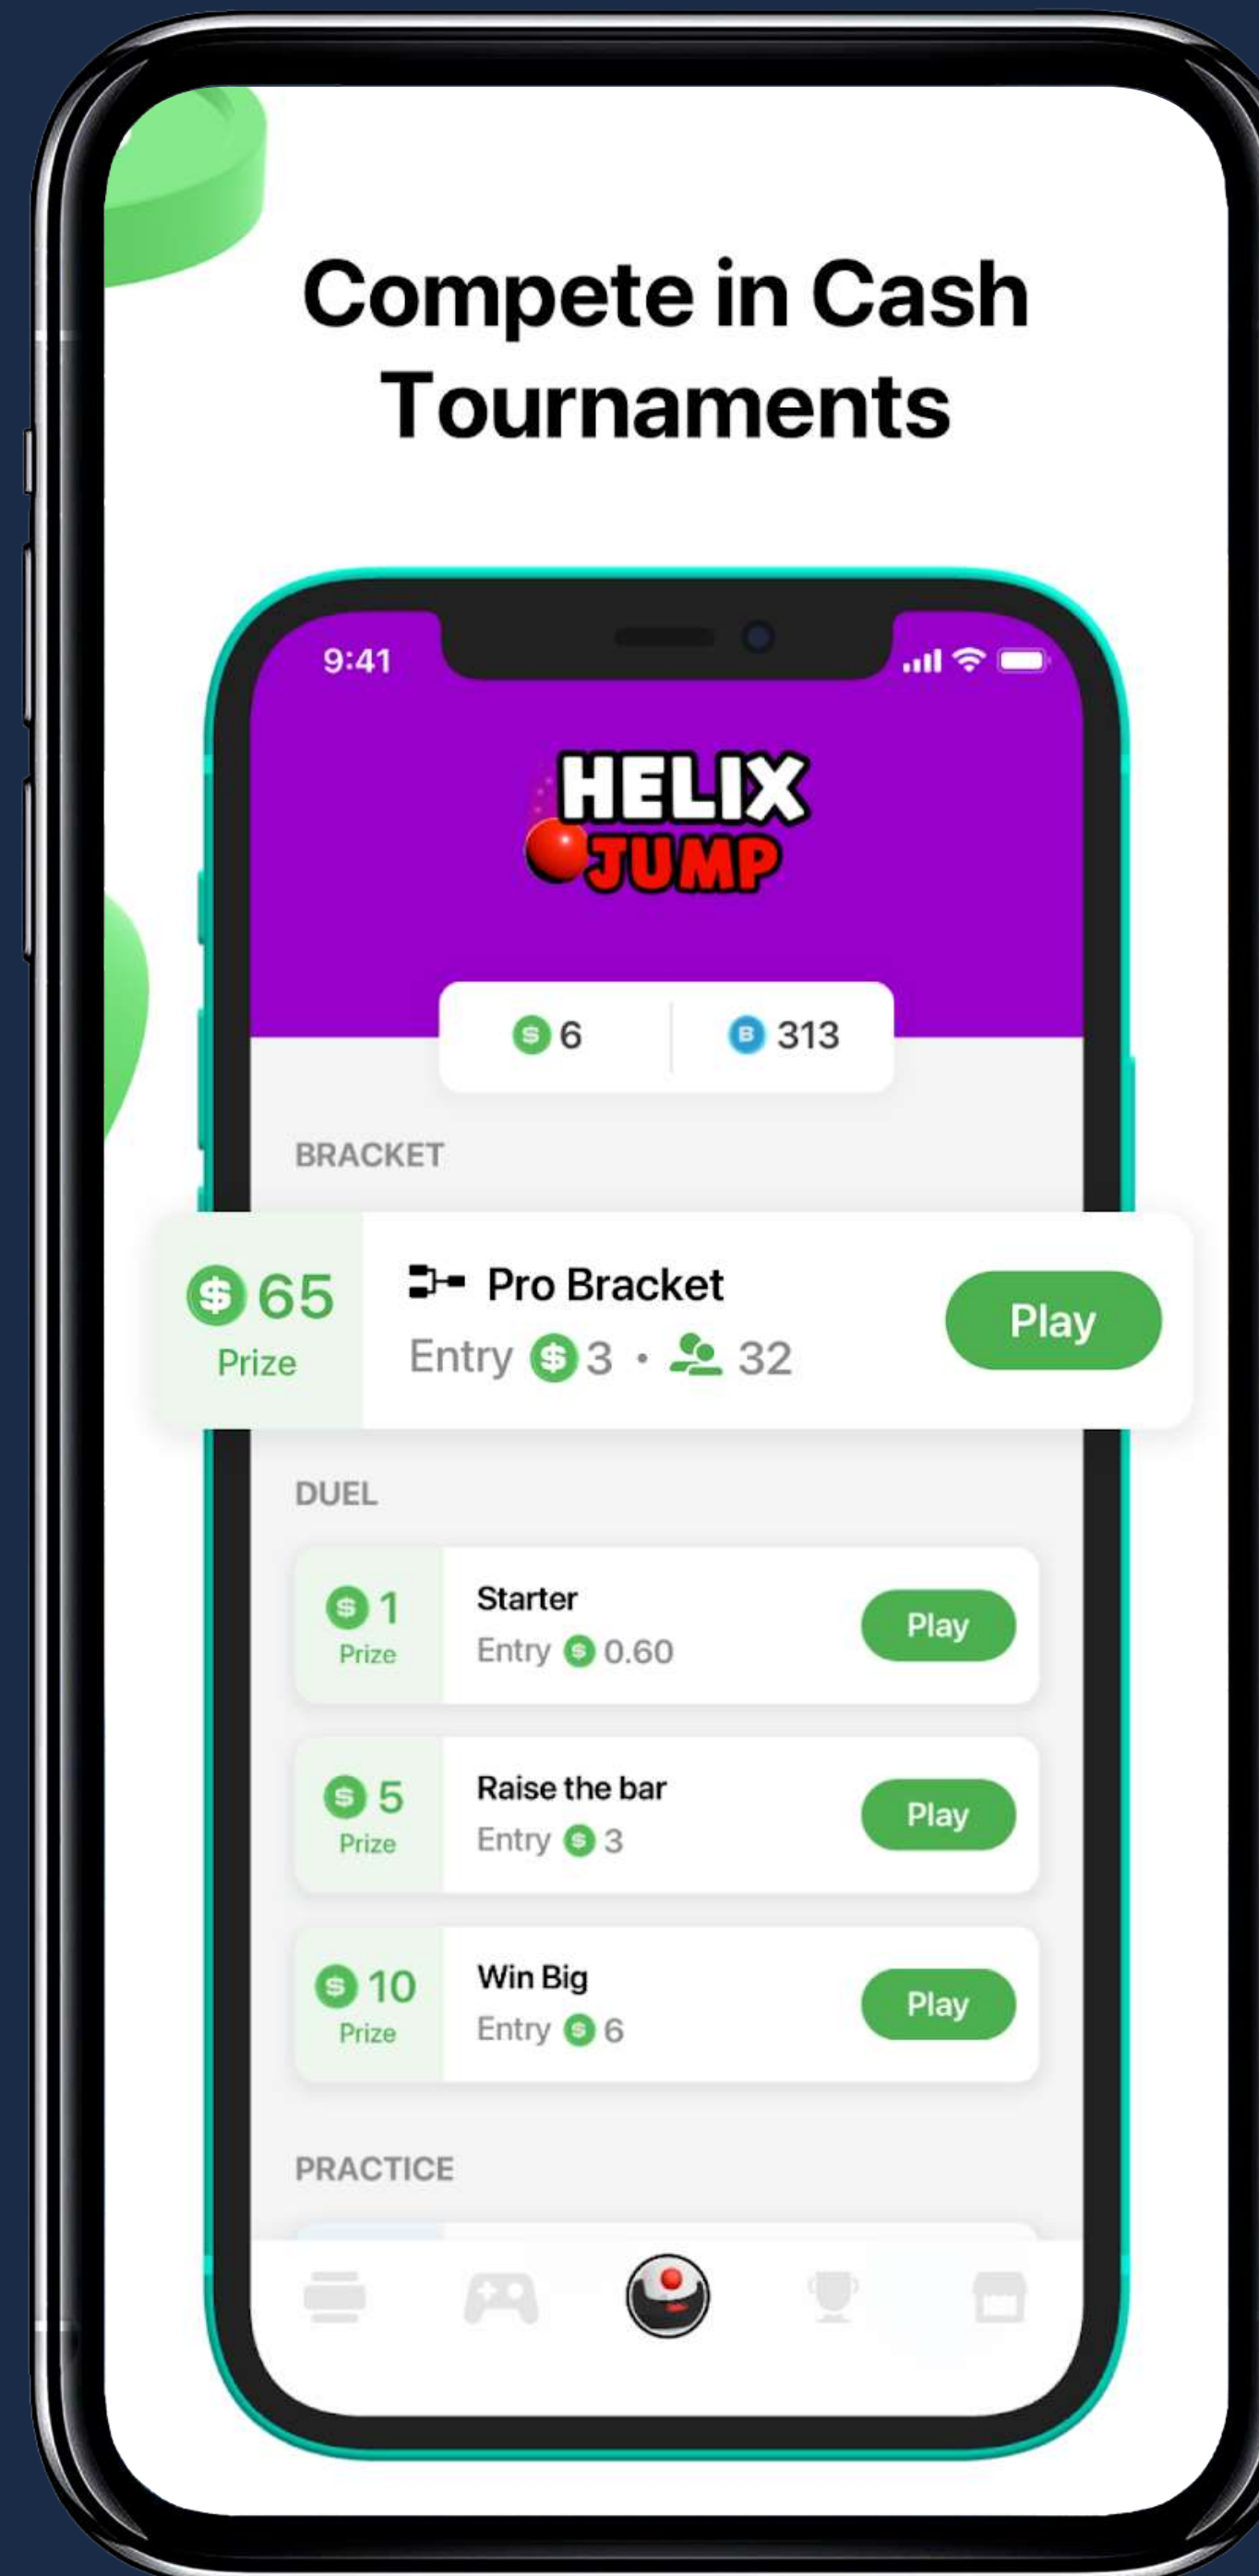 Compete in Cash
Tournaments
9:41
HELIX
JUMP
$ 6 B 313
BRACKET
$ 65
Prize
Pro Bracket
Entry $ 3 • 32
Play
DUEL
$ 1
Prize
Starter
Entry $ 0.60
Play
$ 5
Prize
Raise the bar
Entry $ 3
Play
$ 10
Prize
Win Big
Entry $ 6
Play
PRACTICE